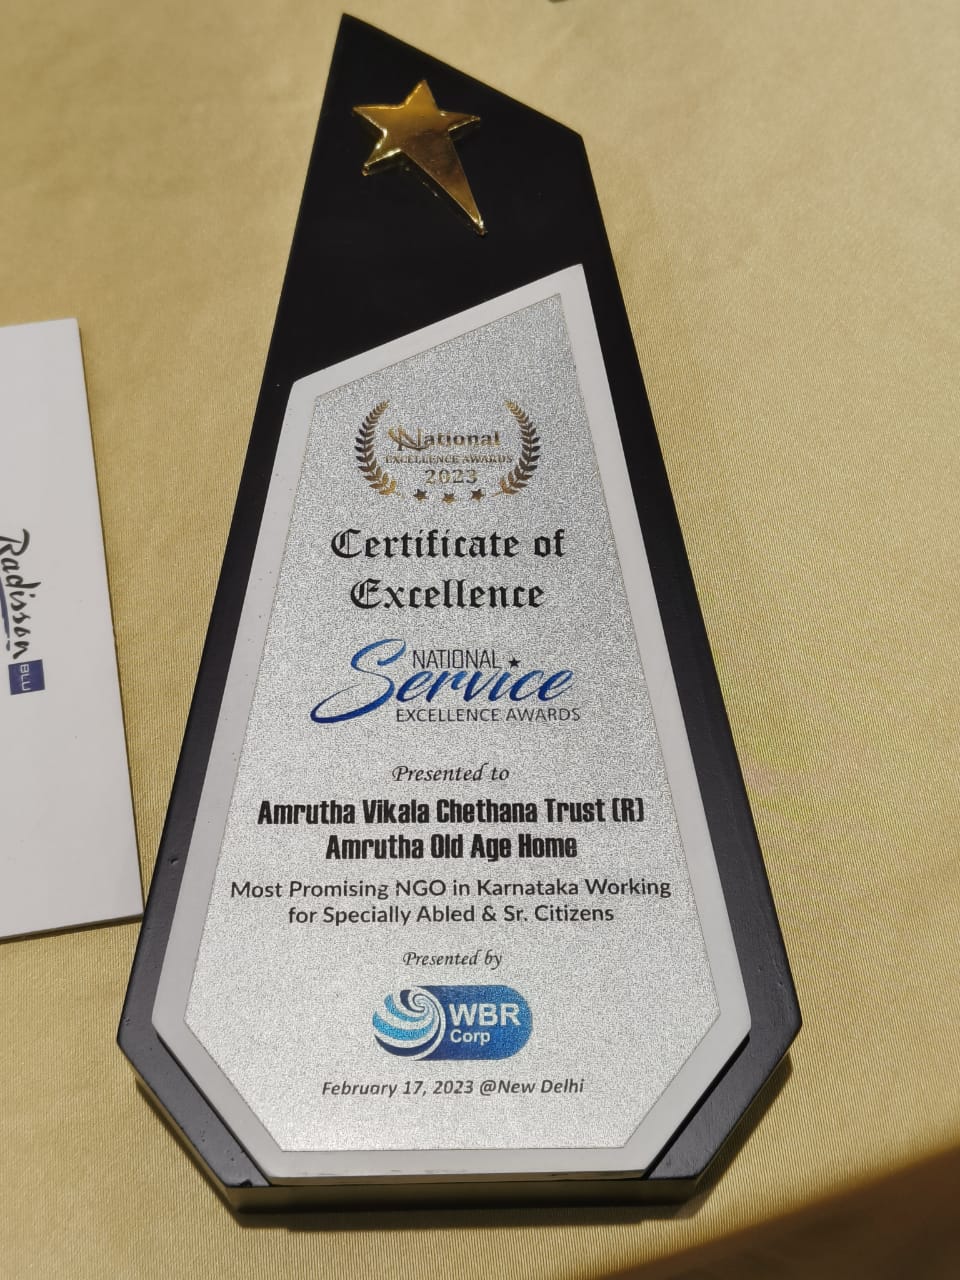 National
EXCELLENCE AWARDS
2023
Certificate of
Excellence
NATIONAL
Service
EXCELLENCE AWARDS
Presented to
Amrutha Vikala Chethana Trust (R)
Amrutha Old Age Home
Most Promising NGO in Karnataka Working
for Specially Abled & Sr. Citizens
Presented by
WBR
Corp
February 17, 2023 @New Delhi
Radisson
BLU